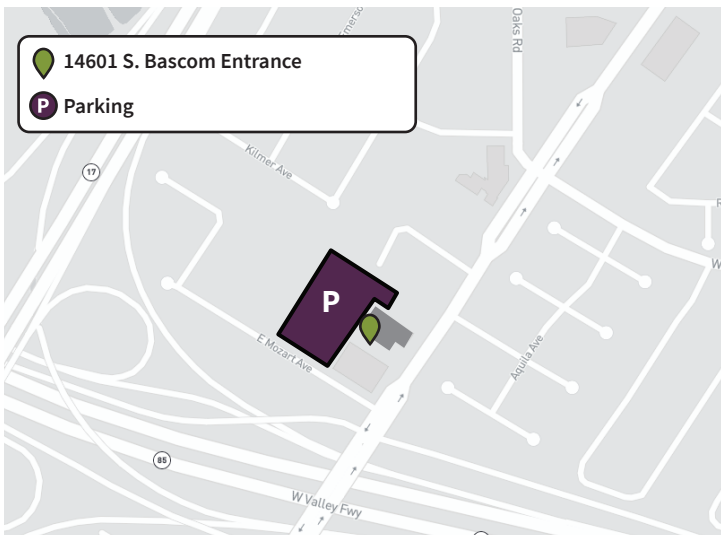 14601 S. Bascom Entrance
P Parking
Oaks Rd
Kilmer Ave
17
P
E Mozart Ave
Aquila Ave
85
W Valley Fwy